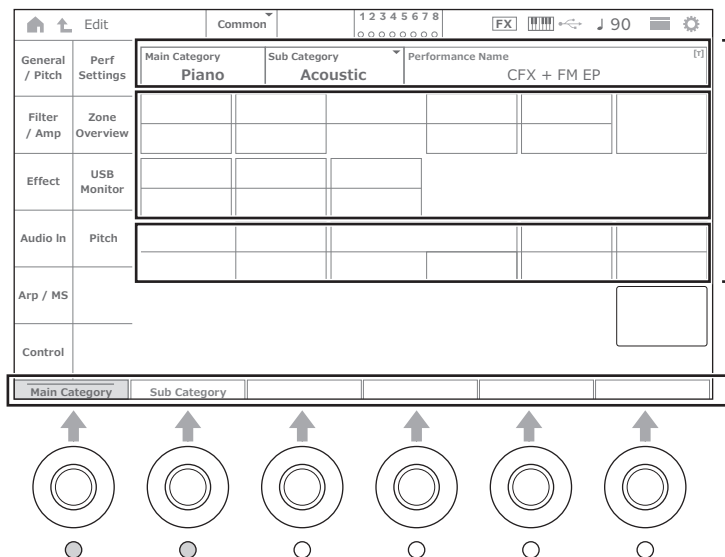 Edit
Common
1 2 3 4 5 6 7 8
FX
♩ 90
General / Pitch
Perf Settings
Main Category
Sub Category
Performance Name
[T]
Piano
Acoustic
CFX + FM EP
Filter / Amp
Zone Overview
Effect
USB Monitor
Audio In
Pitch
Arp / MS
Control
Main Category
Sub Category